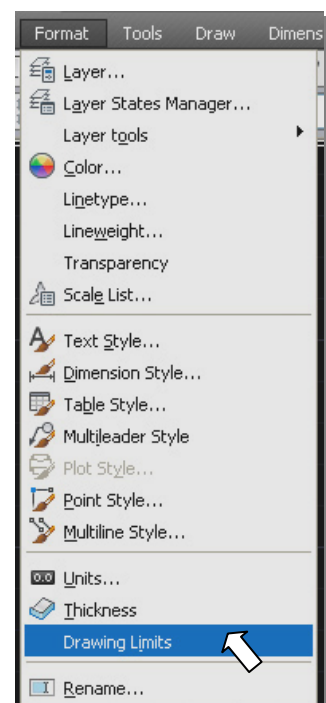 Format Tools Draw Dimens
Layer...
Layer States Manager...
Layer tools
Color...
Linetype...
Lineweight...
Transparency
Scale List...
Text Style...
Dimension Style...
Table Style...
Multileader Style
Plot Style...
Point Style...
Multiline Style...
0.0 Units...
Thickness
Drawing Limits
Rename...